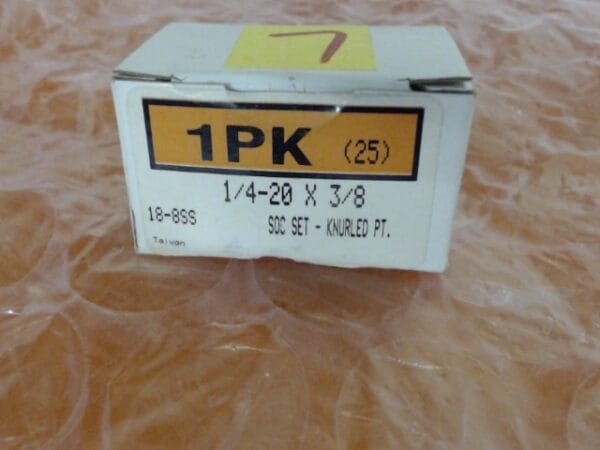 7
1PK (25)
1/4-20 X 3/8
18-8SS SOC SET - KNURLED PT.
Taiwan